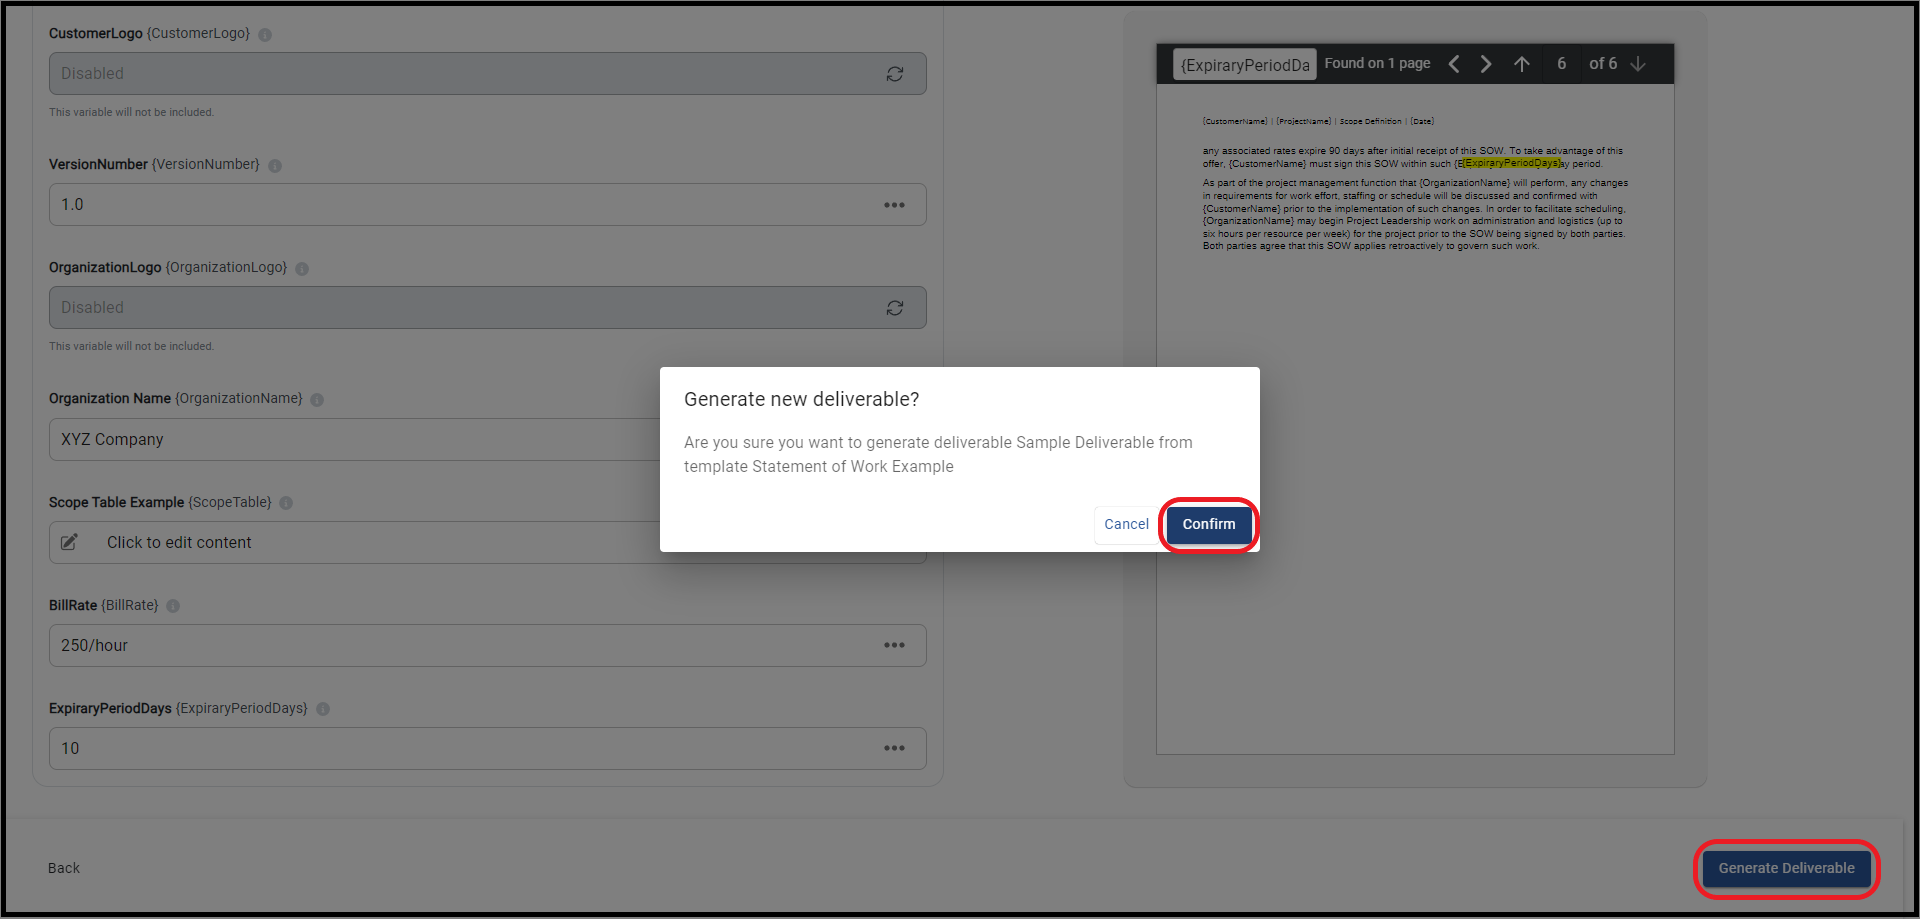 CustomerLogo {CustomerLogo}
Disabled
This variable will not be included.
VersionNumber {VersionNumber}
1.0
OrganizationLogo {OrganizationLogo}
Disabled
This variable will not be included.
Organization Name {OrganizationName}
XYZ Company
Scope Table Example {ScopeTable}
Click to edit content
BillRate {BillRate}
250/hour
ExpiraryPeriodDays {ExpiraryPeriodDays}
10
{ExpiraryPeriodDa
Found on 1 page
6
of 6
{CustomerName} | {ProjectName} | Scope Definition | {Date}
any associated rates expire 90 days after initial receipt of this SOW. To take advantage of this
offer, {CustomerName} must sign this SOW within such {E{ExpiraryPeriodDays}ay period.
As part of the project management function that {OrganizationName} will perform, any changes
in requirements for work effort, staffing or schedule will be discussed and confirmed with
{CustomerName} prior to the implementation of such changes. In order to facilitate scheduling,
{OrganizationName} may begin Project Leadership work on administration and logistics (up to
six hours per resource per week) for the project prior to the SOW being signed by both parties.
Both parties agree that this SOW applies retroactively to govern such work.
Generate new deliverable?
Are you sure you want to generate deliverable Sample Deliverable from
template Statement of Work Example
Cancel
Confirm
Back
Generate Deliverable